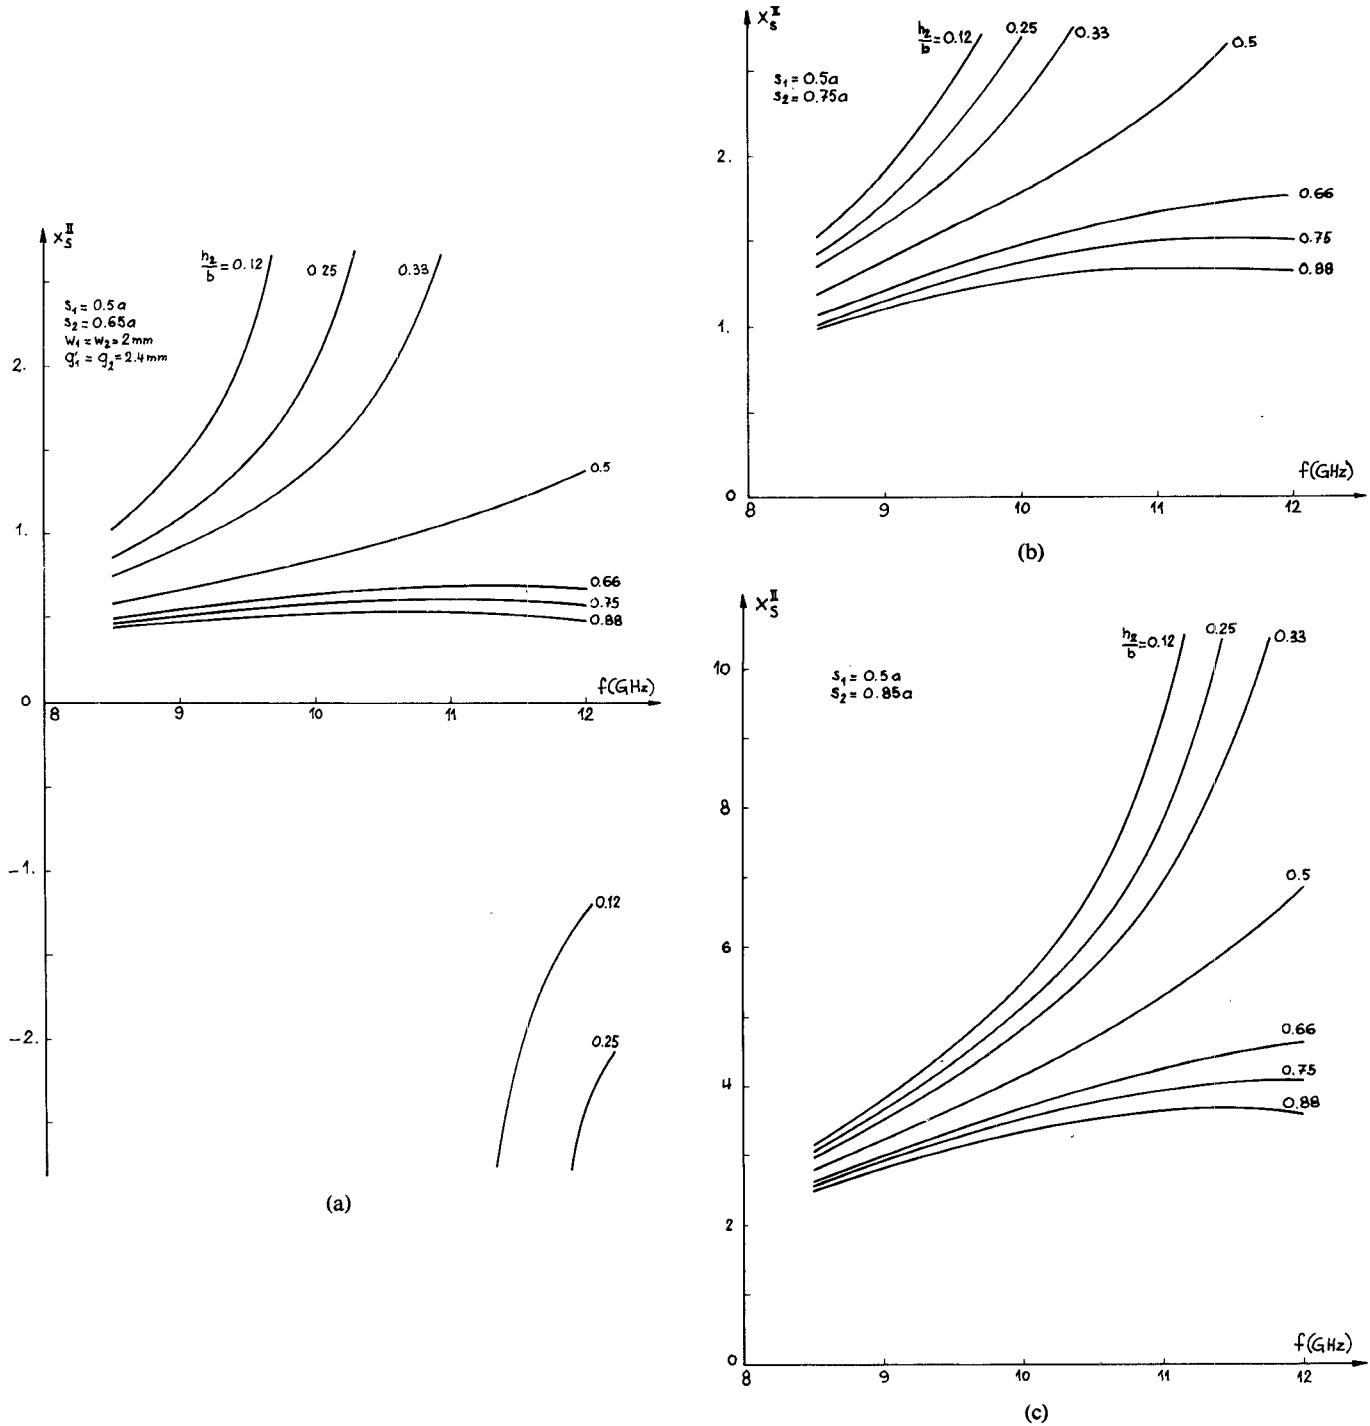 X_S^II
h₂/b = 0.12
0.25
0.33
s₁ = 0.5a
s₂ = 0.65a
w₁ = w₂ = 2mm
g'₁ = g₂ = 2.4mm
2.
1.
0.5
0.66
0.75
0.88
f(GHz)
0
8
9
10
11
12
-1.
0.12
-2.
0.25
(a)
X_S^II
h₂/b = 0.12
0.25
0.33
0.5
s₁ = 0.5a
s₂ = 0.75a
2.
0.66
0.75
0.88
1.
f(GHz)
0
8
9
10
11
12
(b)
X_S^II
h₂/b = 0.12
0.25
0.33
10
s₁ = 0.5a
s₂ = 0.85a
8
0.5
6
0.66
0.75
4
0.88
2
f(GHz)
0
8
9
10
11
12
(c)